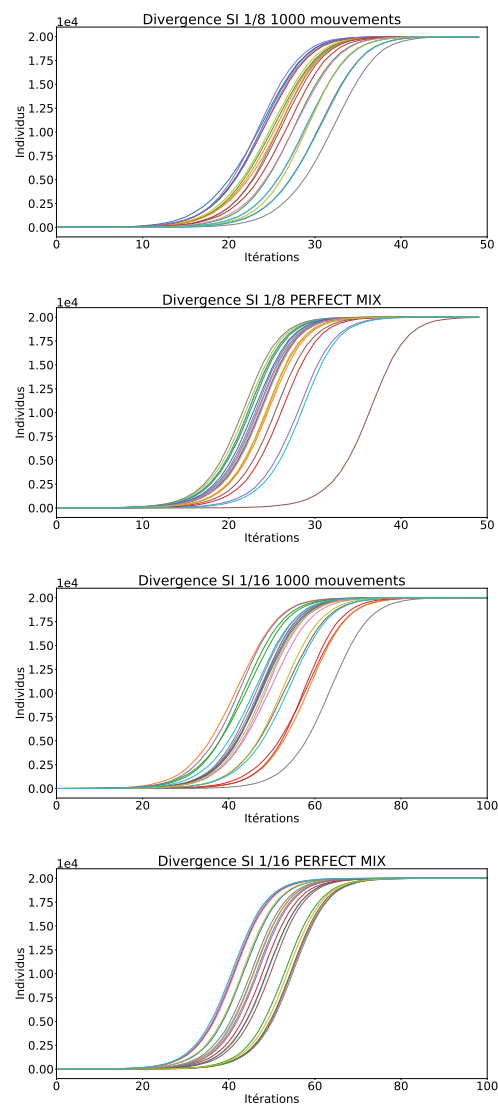 Divergence SI 1/8 1000 mouvements
1e4
2.00
1.75
1.50
1.25
1.00
0.75
0.50
0.25
0.00
Individus
0 10 20 30 40 50
Itérations
Divergence SI 1/8 PERFECT MIX
1e4
2.00
1.75
1.50
1.25
1.00
0.75
0.50
0.25
0.00
Individus
0 10 20 30 40 50
Itérations
Divergence SI 1/16 1000 mouvements
1e4
2.00
1.75
1.50
1.25
1.00
0.75
0.50
0.25
0.00
Individus
0 20 40 60 80 100
Itérations
Divergence SI 1/16 PERFECT MIX
1e4
2.00
1.75
1.50
1.25
1.00
0.75
0.50
0.25
0.00
Individus
0 20 40 60 80 100
Itérations